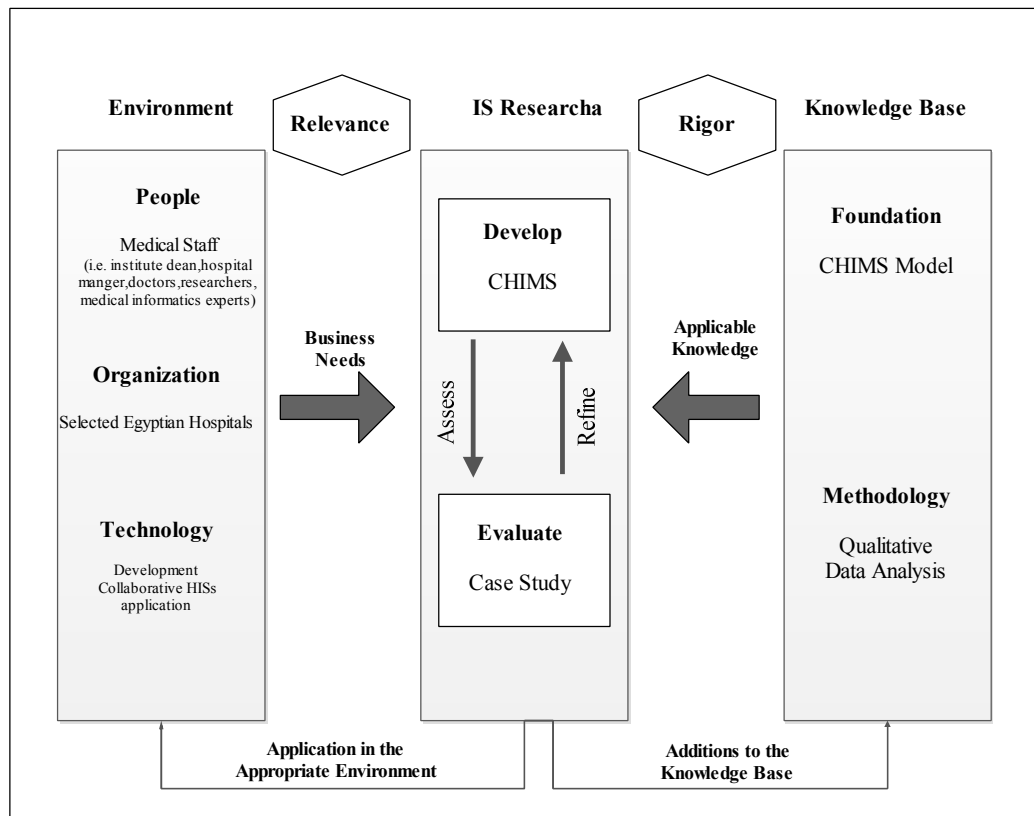 Environment
Relevance
IS Researcha
Rigor
Knowledge Base
People
Medical Staff
(i.e. institute dean,hospital
manger,doctors,researchers,
medical informatics experts)
Organization
Selected Egyptian Hospitals
Technology
Development
Collaborative HISs
application
Business
Needs
Develop
CHIMS
Assess
Refine
Evaluate
Case Study
Applicable
Knowledge
Foundation
CHIMS Model
Methodology
Qualitative
Data Analysis
Application in the
Appropriate Environment
Additions to the
Knowledge Base